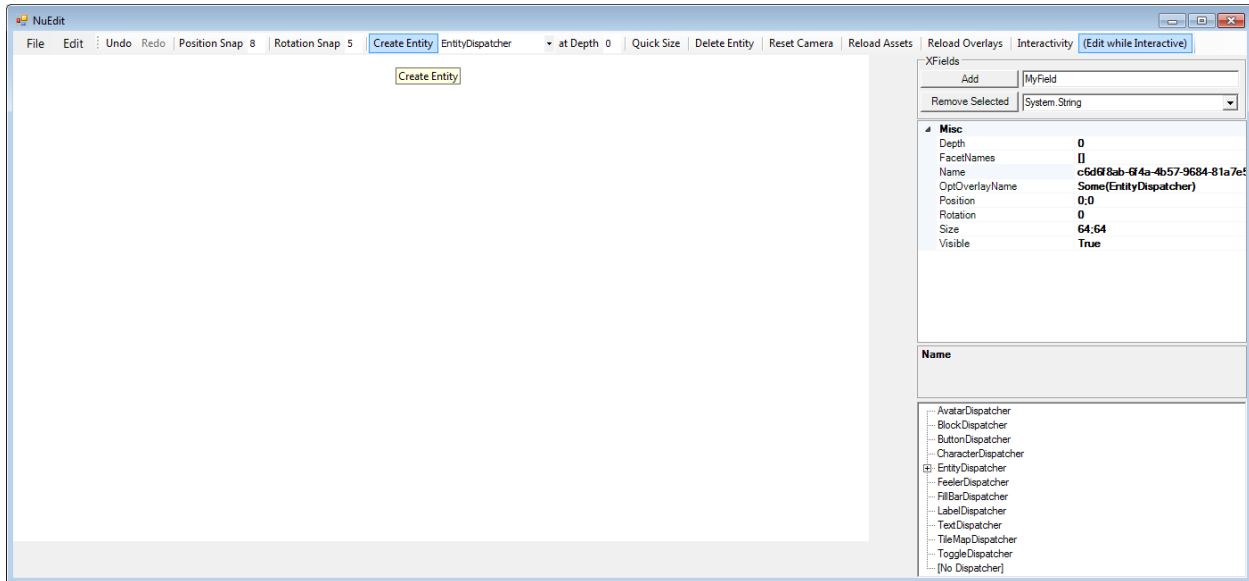 NuEdit
File Edit Undo Redo Position Snap 8 Rotation Snap 5 Create Entity EntityDispatcher at Depth 0 Quick Size Delete Entity Reset Camera Reload Assets Reload Overlays Interactivity (Edit while Interactive)
Create Entity
XFields
Add MyField
Remove Selected System.String
Misc
Depth 0
FacetNames []
Name c6d6f8ab-6f4a-4b57-9684-81a7e5
OptOverlayName Some(EntityDispatcher)
Position 0;0
Rotation 0
Size 64;64
Visible True
Name
AvatarDispatcher
BlockDispatcher
ButtonDispatcher
CharacterDispatcher
EntityDispatcher
FeelerDispatcher
FillBarDispatcher
LabelDispatcher
TextDispatcher
TileMapDispatcher
ToggleDispatcher
[No Dispatcher]